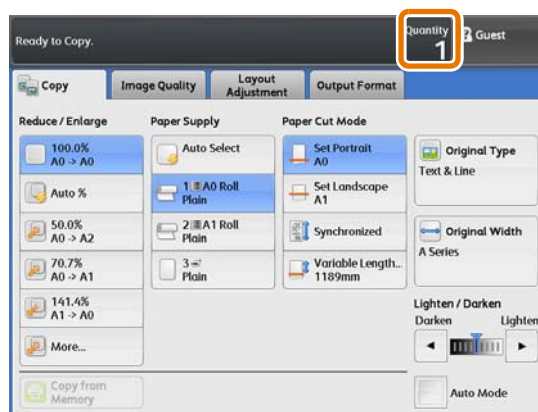 Ready to Copy.
Quantity
1
Guest
Copy
Image Quality
Layout
Adjustment
Output Format
Reduce / Enlarge
Paper Supply
Paper Cut Mode
100.0%
A0 -> A0
Auto %
50.0%
A0 -> A2
70.7%
A0 -> A1
141.4%
A1 -> A0
More...
Auto Select
1 A0 Roll
Plain
2 A1 Roll
Plain
3
Plain
Set Portrait
A0
Set Landscape
A1
Synchronized
Variable Length...
1189mm
Original Type
Text & Line
Original Width
A Series
Lighten / Darken
Darken
Lighten
Auto Mode
Copy from
Memory